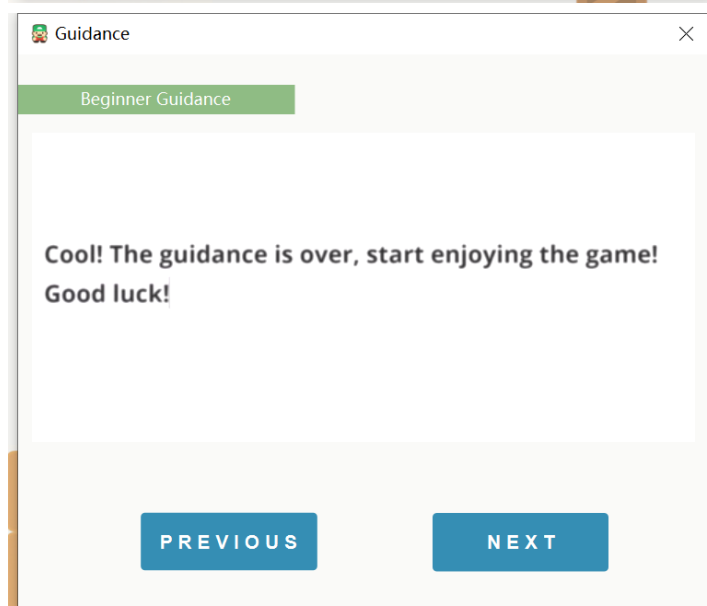 Guidance
Beginner Guidance
Cool! The guidance is over, start enjoying the game!
Good luck!
PREVIOUS
NEXT